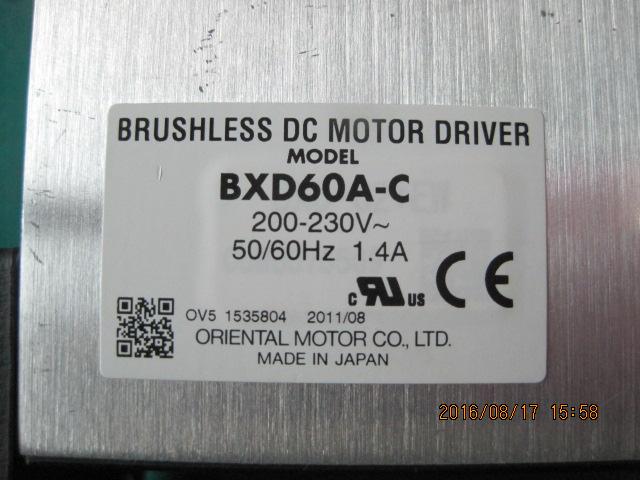 BRUSHLESS DC MOTOR DRIVER
MODEL
BXD60A-C
200-230V~
50/60Hz 1.4A
c RU US CE
OV5 1535804 2011/08
ORIENTAL MOTOR CO., LTD.
MADE IN JAPAN
2016/08/17 15:58